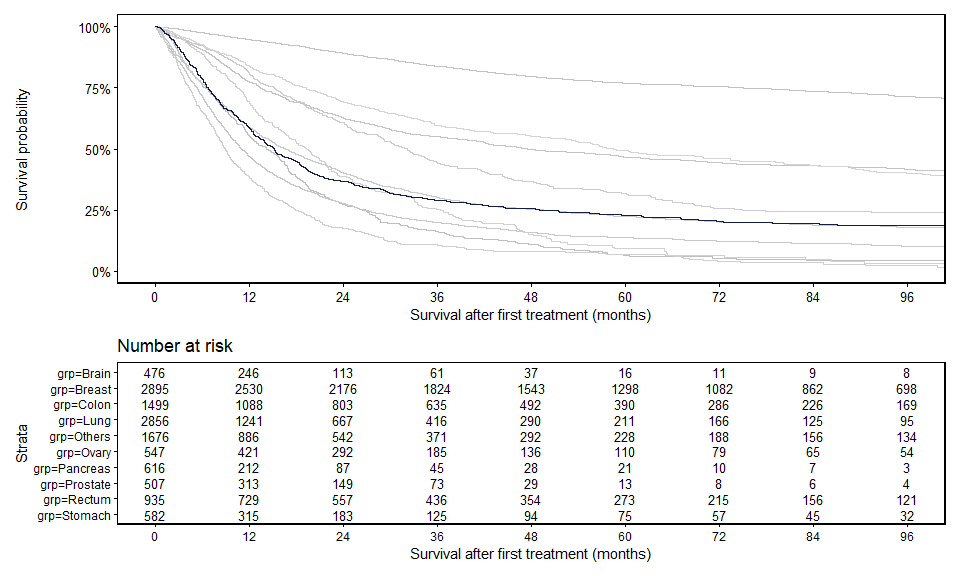 100%
75%
50%
25%
0%
Survival probability
0 12 24 36 48 60 72 84 96
Survival after first treatment (months)
Number at risk
Strata
grp=Brain 476 246 113 61 37 16 11 9 8
grp=Breast 2895 2530 2176 1824 1543 1298 1082 862 698
grp=Colon 1499 1088 803 635 492 390 286 226 169
grp=Lung 2856 1241 667 416 290 211 166 125 95
grp=Others 1676 886 542 371 292 228 188 156 134
grp=Ovary 547 421 292 185 136 110 79 65 54
grp=Pancreas 616 212 87 45 28 21 10 7 3
grp=Prostate 507 313 149 73 29 13 8 6 4
grp=Rectum 935 729 557 436 354 273 215 156 121
grp=Stomach 582 315 183 125 94 75 57 45 32
0 12 24 36 48 60 72 84 96
Survival after first treatment (months)